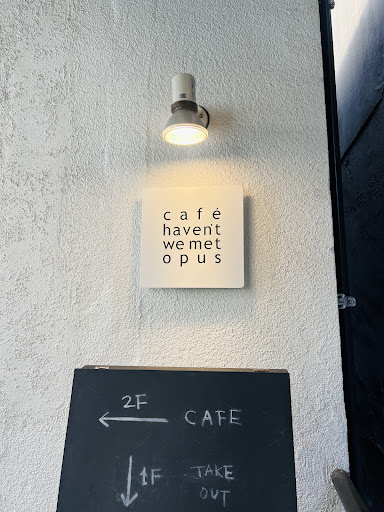 café
haven't
we met
opus
2F
← CAFE
↓ 1F TAKE
OUT